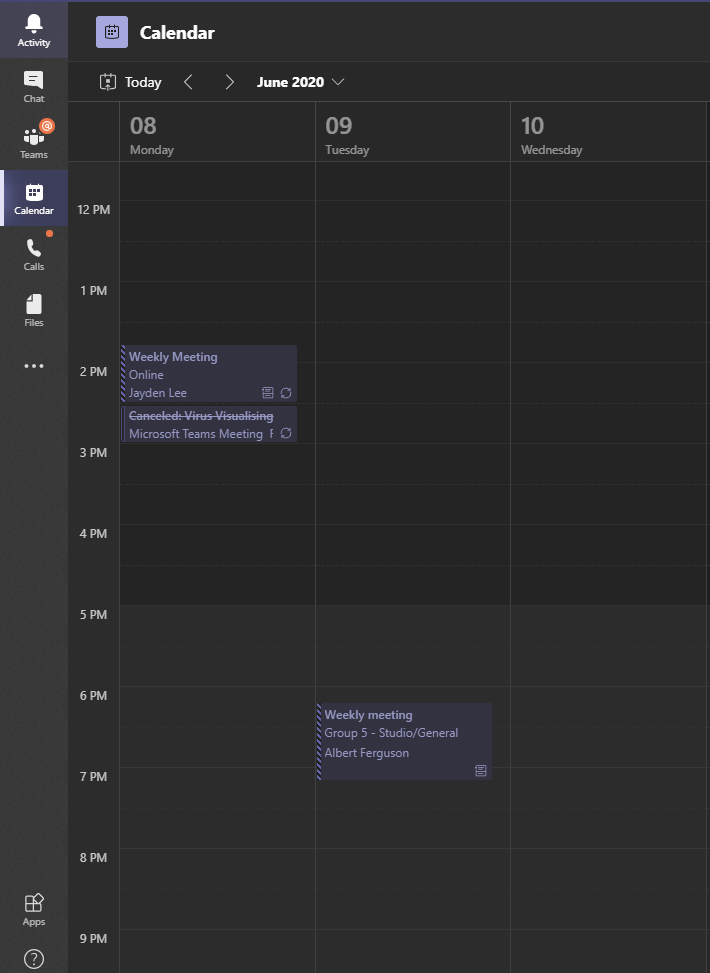 Activity
Chat
@
Teams
Calendar
Calls
Files
Apps
?
Calendar
Today
June 2020
08
Monday
09
Tuesday
10
Wednesday
12 PM
1 PM
2 PM
3 PM
4 PM
5 PM
6 PM
7 PM
8 PM
9 PM
Weekly Meeting
Online
Jayden Lee
Canceled: Virus Visualising
Microsoft Teams Meeting
Weekly meeting
Group 5 - Studio/General
Albert Ferguson